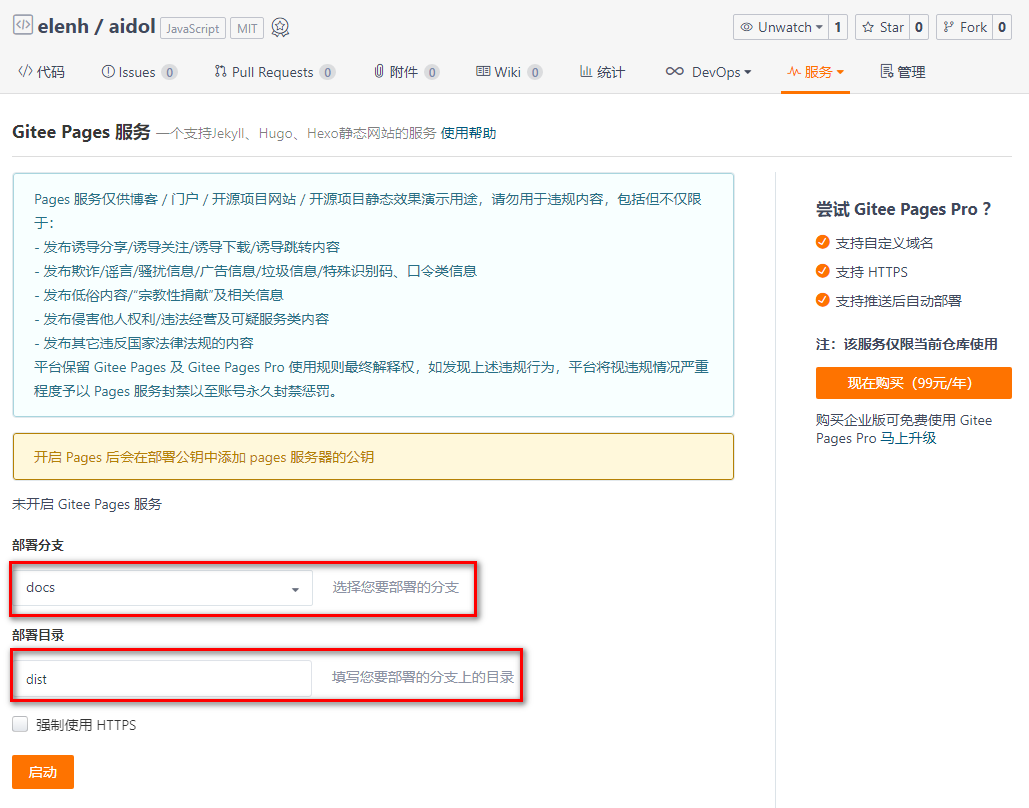 elenh / aidol JavaScript MIT Unwatch 1 Star 0 Fork 0
代码 Issues 0 Pull Requests 0 附件 0 Wiki 0 统计 DevOps 服务 管理
Gitee Pages 服务 一个支持Jekyll、Hugo、Hexo静态网站的服务 使用帮助
Pages 服务仅供博客 / 门户 / 开源项目网站 / 开源项目静态效果演示用途，请勿用于违规内容，包括但不仅限
于：
- 发布诱导分享/诱导关注/诱导下载/诱导跳转内容
- 发布欺诈/谣言/骚扰信息/广告信息/垃圾信息/特殊识别码、口令类信息
- 发布低俗内容/“宗教性捐献”及相关信息
- 发布侵害他人权利/违法经营及可疑服务类内容
- 发布其它违反国家法律法规的内容
平台保留 Gitee Pages 及 Gitee Pages Pro 使用规则最终解释权，如发现上述违规行为，平台将视违规情况严重
程度予以 Pages 服务封禁以至账号永久封禁惩罚。
开启 Pages 后会在部署公钥中添加 pages 服务器的公钥
未开启 Gitee Pages 服务
部署分支
docs 选择您要部署的分支
部署目录
dist 填写您要部署的分支上的目录
强制使用 HTTPS
启动
尝试 Gitee Pages Pro ？
支持自定义域名
支持 HTTPS
支持推送后自动部署
注：该服务仅限当前仓库使用
现在购买（99元/年）
购买企业版可免费使用 Gitee
Pages Pro 马上升级